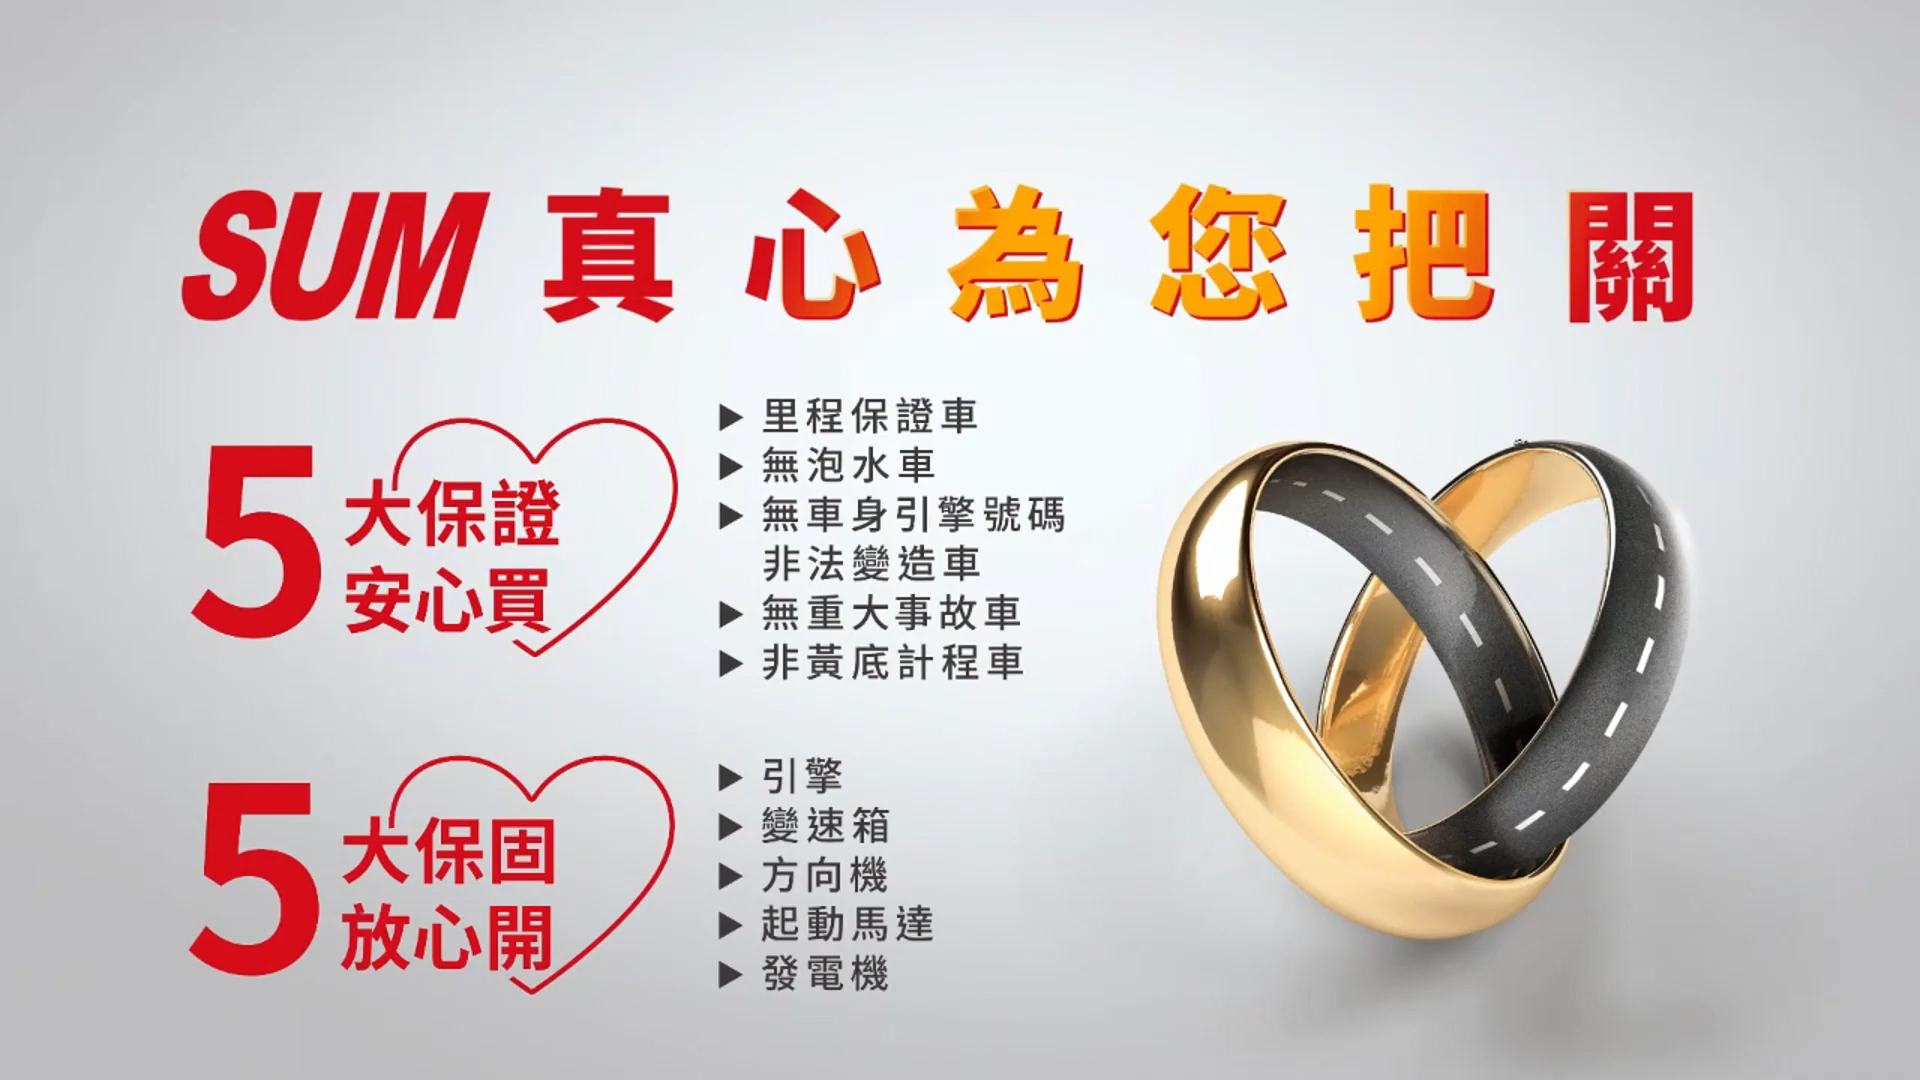 SUM 真心為您把關
5大保證
安心買
▶ 里程保證車
▶ 無泡水車
▶ 無車身引擎號碼
非法變造車
▶ 無重大事故車
▶ 非黃底計程車
5大保固
放心開
▶ 引擎
▶ 變速箱
▶ 方向機
▶ 起動馬達
▶ 發電機